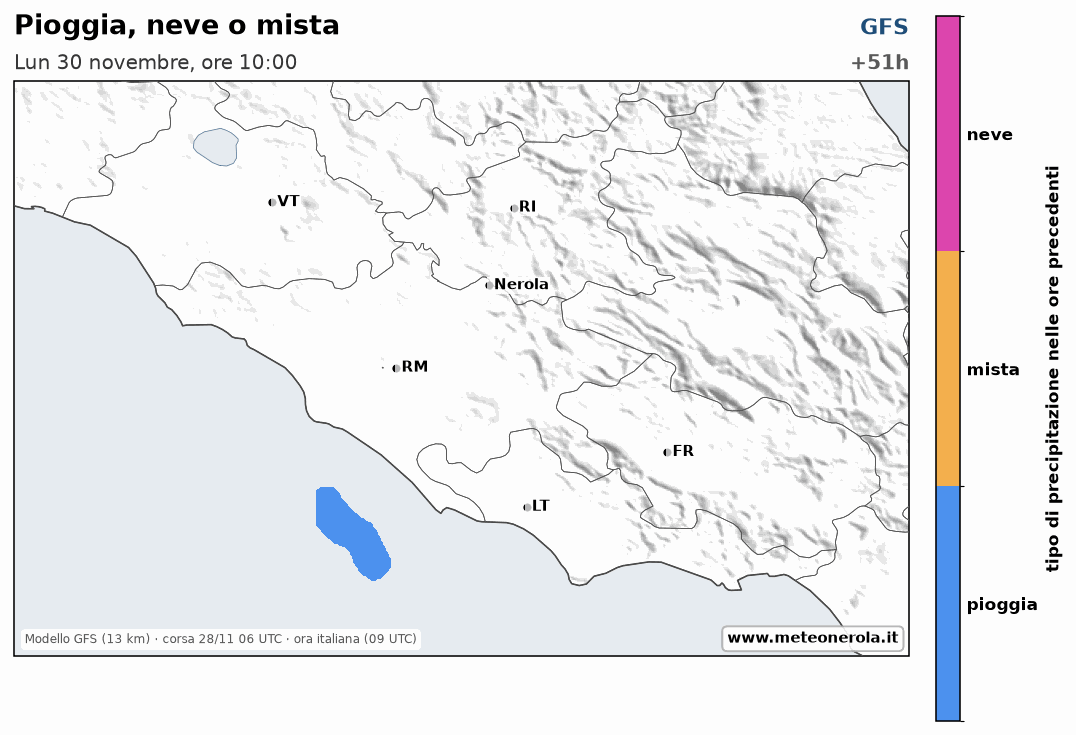 Pioggia, neve o mista
GFS
Lun 30 novembre, ore 10:00
+51h
neve
VT
RI
Nerola
RM
mista
FR
LT
pioggia
tipo di precipitazione nelle ore precedenti
Modello GFS (13 km) · corsa 28/11 06 UTC · ora italiana (09 UTC)
www.meteonerola.it